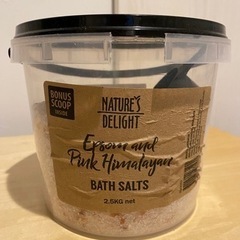 BONUS
SCOOP
INSIDE
NATURE'S
DELIGHT
Epsom and
Pink Himalayan
BATH SALTS
2.5KG net